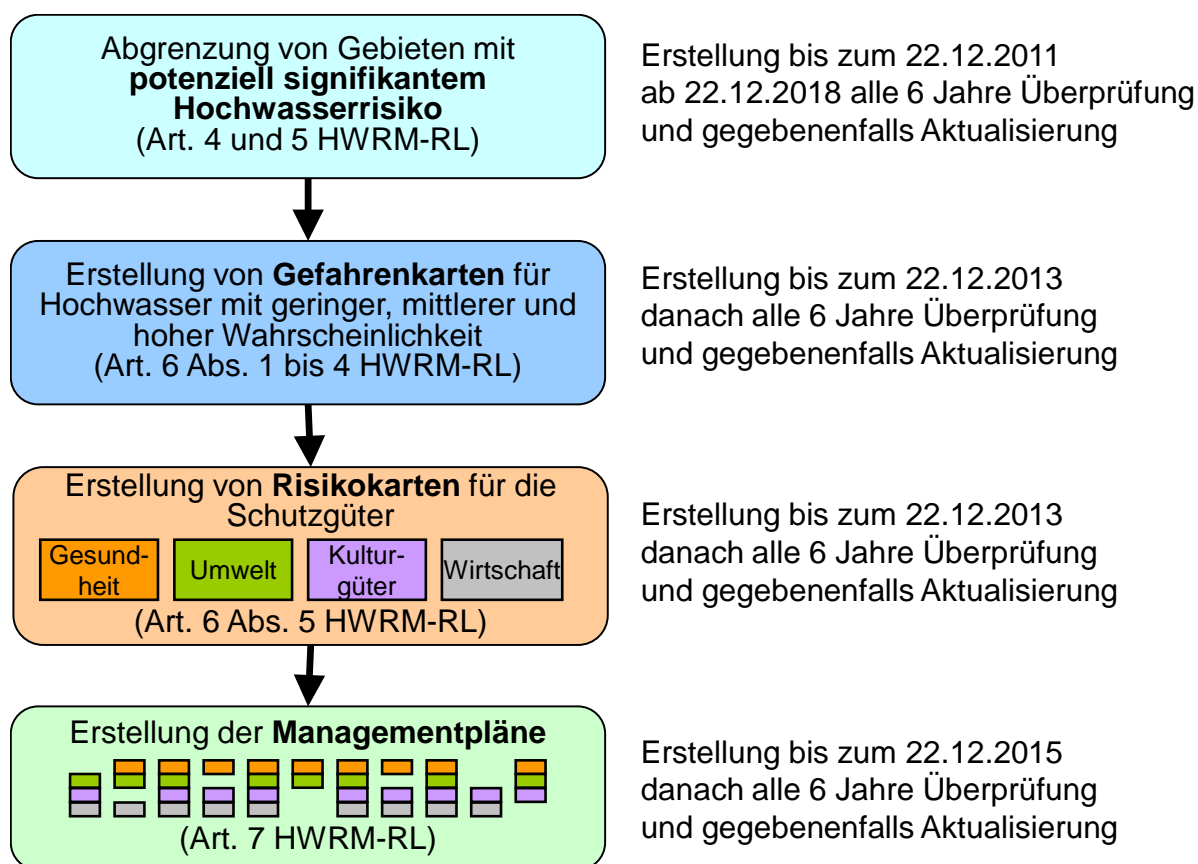 Abgrenzung von Gebieten mit
potenziell signifikantem
Hochwasserrisiko
(Art. 4 und 5 HWRM-RL)
Erstellung bis zum 22.12.2011
ab 22.12.2018 alle 6 Jahre Überprüfung
und gegebenenfalls Aktualisierung
Erstellung von Gefahrenkarten für
Hochwasser mit geringer, mittlerer und
hoher Wahrscheinlichkeit
(Art. 6 Abs. 1 bis 4 HWRM-RL)
Erstellung bis zum 22.12.2013
danach alle 6 Jahre Überprüfung
und gegebenenfalls Aktualisierung
Erstellung von Risikokarten für die
Schutzgüter
Gesund-
heit
Umwelt
Kultur-
güter
Wirtschaft
(Art. 6 Abs. 5 HWRM-RL)
Erstellung bis zum 22.12.2013
danach alle 6 Jahre Überprüfung
und gegebenenfalls Aktualisierung
Erstellung der Managementpläne
(Art. 7 HWRM-RL)
Erstellung bis zum 22.12.2015
danach alle 6 Jahre Überprüfung
und gegebenenfalls Aktualisierung